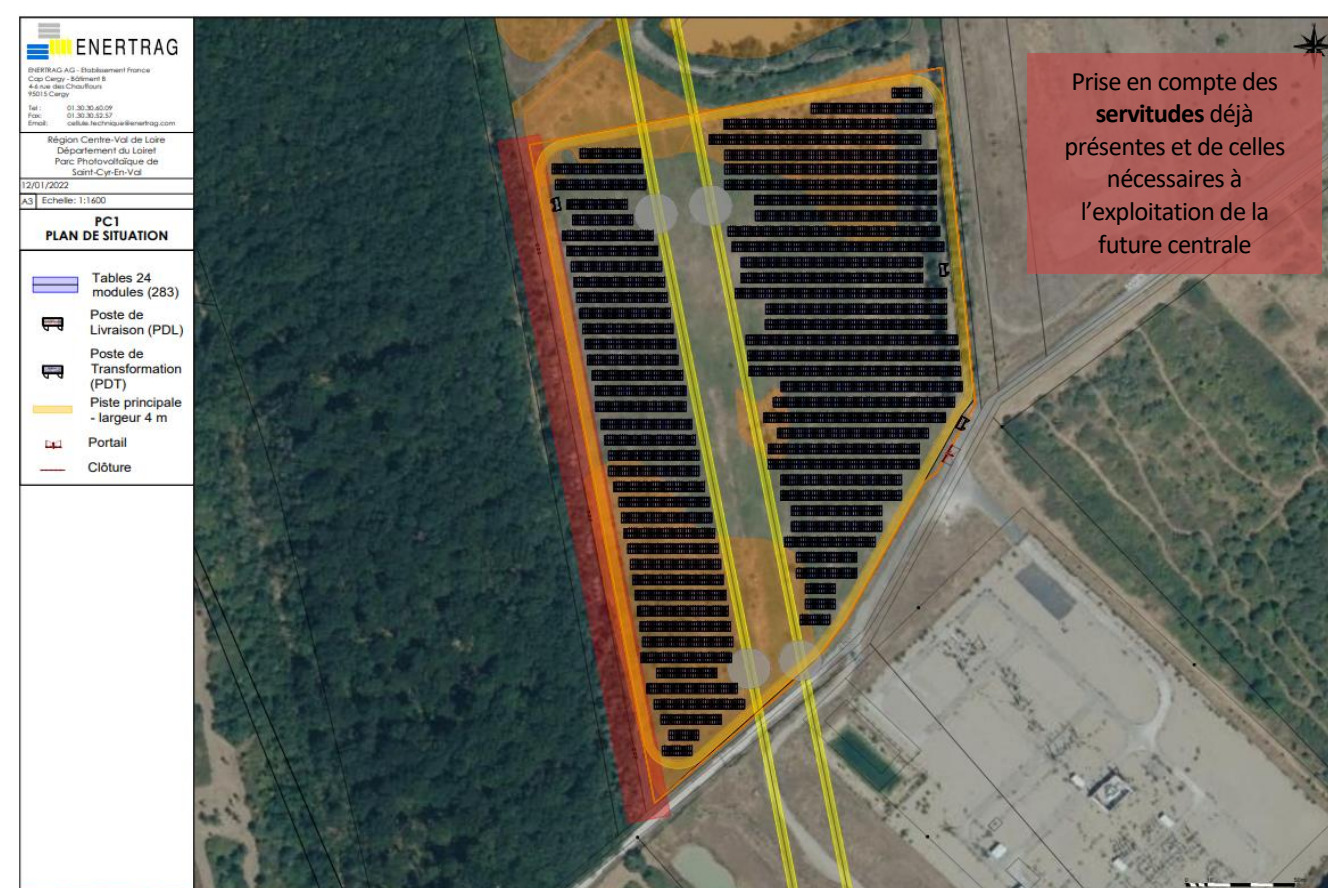 ENERTRAG
ENERTRAG AG - Etablissement France
Cap Cergy - Bâtiment B
4-6 rue des Chauffours
95015 Cergy
Tel : 01.30.30.60.09
Fax: 01.30.30.52.57
Email: cellule.technique@enertrag.com
Région Centre-Val de Loire
Département du Loiret
Parc Photovoltaïque de
Saint-Cyr-En-Val
12/01/2022
A3 Echelle: 1:1600
PC1
PLAN DE SITUATION
Tables 24
modules (283)
Poste de
Livraison (PDL)
Poste de
Transformation
(PDT)
Piste principale
- largeur 4 m
Portail
Clôture
Prise en compte des
servitudes déjà
présentes et de celles
nécessaires à
l'exploitation de la
future centrale